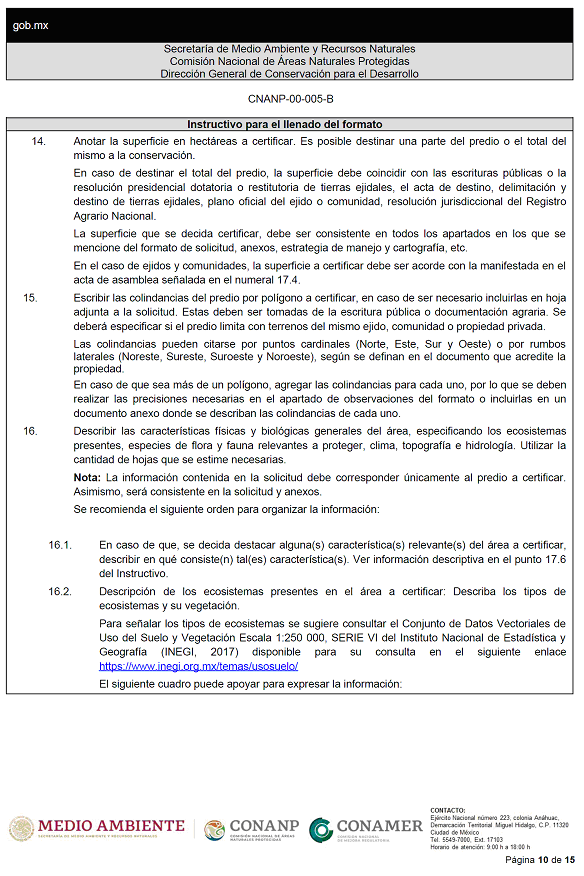 gob.mx
Secretaría de Medio Ambiente y Recursos Naturales
Comisión Nacional de Áreas Naturales Protegidas
Dirección General de Conservación para el Desarrollo
CNANP-00-005-B
Instructivo para el llenado del formato
14. Anotar la superficie en hectáreas a certificar. Es posible destinar una parte del predio o el total del
mismo a la conservación.
En caso de destinar el total del predio, la superficie debe coincidir con las escrituras públicas o la
resolución presidencial dotatoria o restitutoria de tierras ejidales, el acta de destino, delimitación y
destino de tierras ejidales, plano oficial del ejido o comunidad, resolución jurisdiccional del Registro
Agrario Nacional.
La superficie que se decida certificar, debe ser consistente en todos los apartados en los que se
mencione del formato de solicitud, anexos, estrategia de manejo y cartografía, etc.
En el caso de ejidos y comunidades, la superficie a certificar debe ser acorde con la manifestada en el
acta de asamblea señalada en el numeral 17.4.
15. Escribir las colindancias del predio por polígono a certificar, en caso de ser necesario incluirlas en hoja
adjunta a la solicitud. Estas deben ser tomadas de la escritura pública o documentación agraria. Se
deberá especificar si el predio limita con terrenos del mismo ejido, comunidad o propiedad privada.
Las colindancias pueden citarse por puntos cardinales (Norte, Este, Sur y Oeste) o por rumbos
laterales (Noreste, Sureste, Suroeste y Noroeste), según se definan en el documento que acredite la
propiedad.
En caso de que sea más de un polígono, agregar las colindancias para cada uno, por lo que se deben
realizar las precisiones necesarias en el apartado de observaciones del formato o incluirlas en un
documento anexo donde se describan las colindancias de cada uno.
16. Describir las características físicas y biológicas generales del área, especificando los ecosistemas
presentes, especies de flora y fauna relevantes a proteger, clima, topografía e hidrología. Utilizar la
cantidad de hojas que se estime necesarias.
Nota: La información contenida en la solicitud debe corresponder únicamente al predio a certificar.
Asimismo, será consistente en la solicitud y anexos.
Se recomienda el siguiente orden para organizar la información:
16.1. En caso de que, se decida destacar alguna(s) característica(s) relevante(s) del área a certificar,
describir en qué consiste(n) tal(es) característica(s). Ver información descriptiva en el punto 17.6
del Instructivo.
16.2. Descripción de los ecosistemas presentes en el área a certificar: Describa los tipos de
ecosistemas y su vegetación.
Para señalar los tipos de ecosistemas se sugiere consultar el Conjunto de Datos Vectoriales de
Uso del Suelo y Vegetación Escala 1:250 000, SERIE VI del Instituto Nacional de Estadística y
Geografía (INEGI, 2017) disponible para su consulta en el siguiente enlace
https://www.inegi.org.mx/temas/usosuelo/
El siguiente cuadro puede apoyar para expresar la información:
MEDIO AMBIENTE
SECRETARÍA DE MEDIO AMBIENTE Y RECURSOS NATURALES
CONANP
COMISIÓN NACIONAL DE ÁREAS
NATURALES PROTEGIDAS
CONAMER
COMISIÓN NACIONAL
DE MEJORA REGULATORIA
CONTACTO:
Ejército Nacional número 223, colonia Anáhuac,
Demarcación Territorial Miguel Hidalgo, C.P. 11320
Ciudad de México
Tel. 5549-7000, Ext. 17103
Horario de atención: 9:00 h a 18:00 h
Página 10 de 15